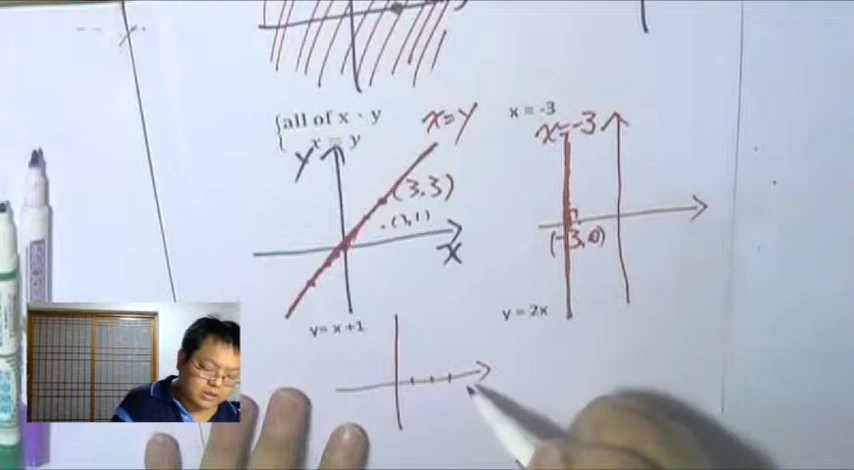 {all of x · y
x = y
x=y
Y
(3,3)
.(3,1)
X
x = -3
x=-3
(-3,0)
y = x+1
y = 2x